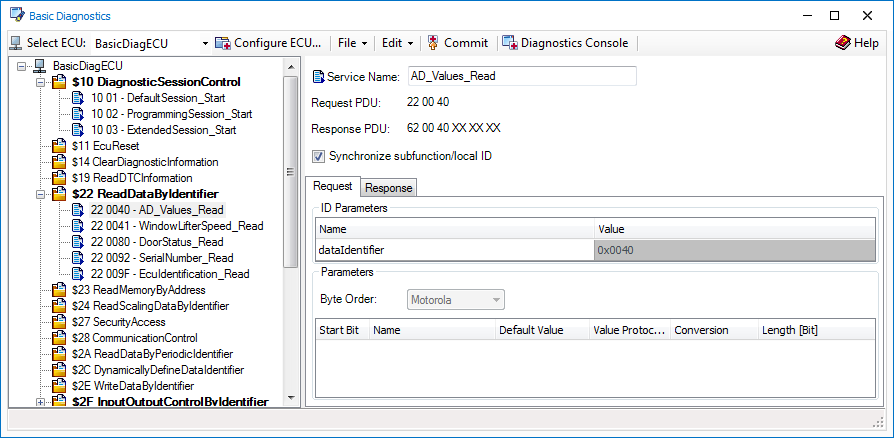 Basic Diagnostics
Select ECU: BasicDiagECU Configure ECU... File Edit Commit Diagnostics Console Help
BasicDiagECU
$10 DiagnosticSessionControl
10 01 - DefaultSession_Start
10 02 - ProgrammingSession_Start
10 03 - ExtendedSession_Start
$11 EcuReset
$14 ClearDiagnosticInformation
$19 ReadDTCInformation
$22 ReadDataByIdentifier
22 0040 - AD_Values_Read
22 0041 - WindowLifterSpeed_Read
22 0080 - DoorStatus_Read
22 0092 - SerialNumber_Read
22 009F - EcuIdentification_Read
$23 ReadMemoryByAddress
$24 ReadScalingDataByIdentifier
$27 SecurityAccess
$28 CommunicationControl
$2A ReadDataByPeriodicIdentifier
$2C DynamicallyDefineDataIdentifier
$2E WriteDataByIdentifier
$2F InputOutputControlByIdentifier
Service Name: AD_Values_Read
Request PDU: 22 00 40
Response PDU: 62 00 40 XX XX XX
Synchronize subfunction/local ID
Request Response
ID Parameters
Name Value
dataIdentifier 0x0040
Parameters
Byte Order: Motorola
Start Bit Name Default Value Value Protoc... Conversion Length [Bit]